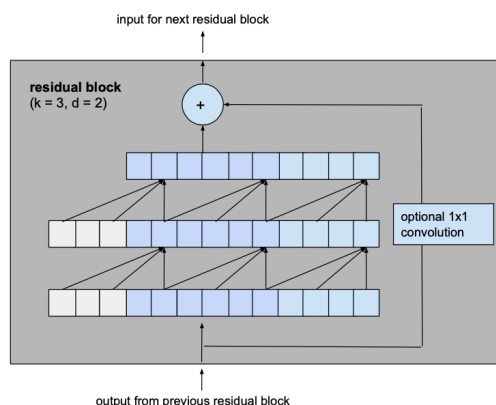 input for next residual block
residual block
(k = 3, d = 2)
+
optional 1x1
convolution
output from previous residual block